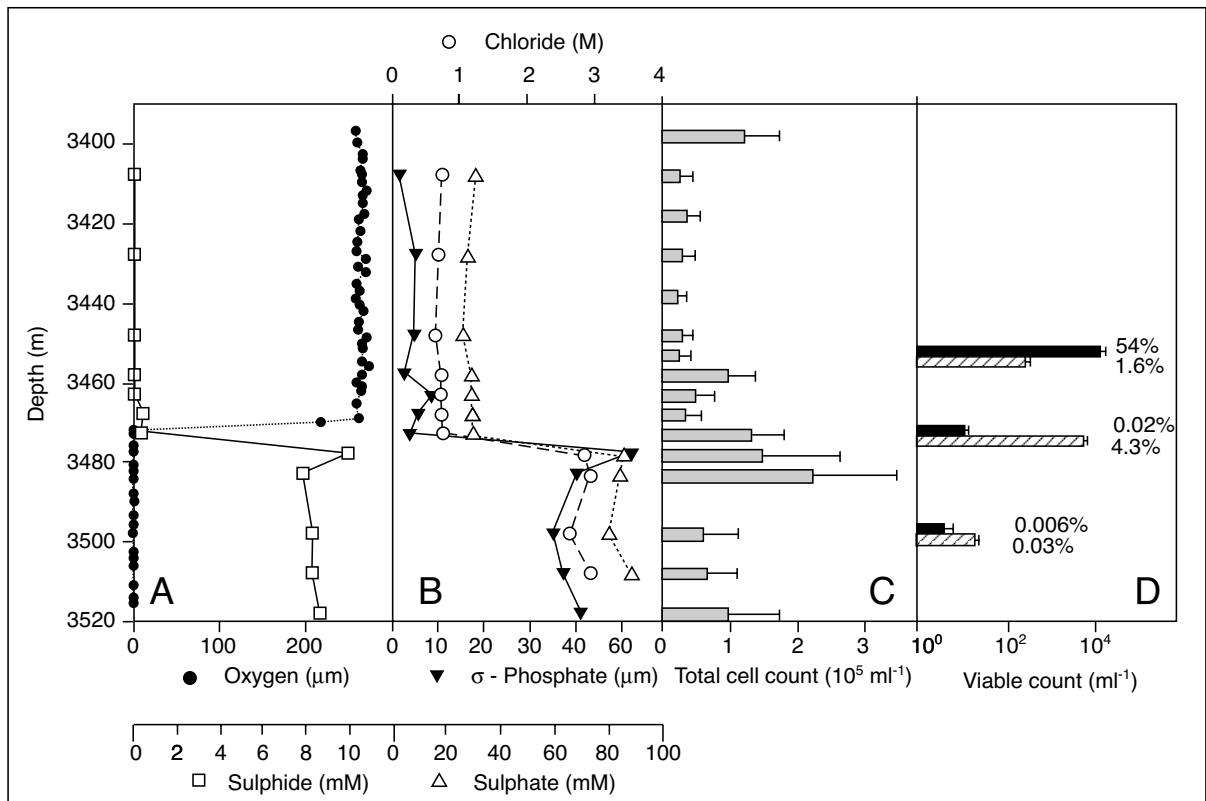 Chloride (M)
0 1 2 3 4
Depth (m)
3400
3420
3440
3460
3480
3500
3520
A
B
C
D
54%
1.6%
0.02%
4.3%
0.006%
0.03%
0 100 200 0 10 20 30 40 50 60 0 1 2 3 10⁰ 10² 10⁴
Oxygen (µm) σ - Phosphate (µm) Total cell count (10⁵ ml⁻¹) Viable count (ml⁻¹)
0 2 4 6 8 10 0 20 40 60 80 100
Sulphide (mM) Sulphate (mM)